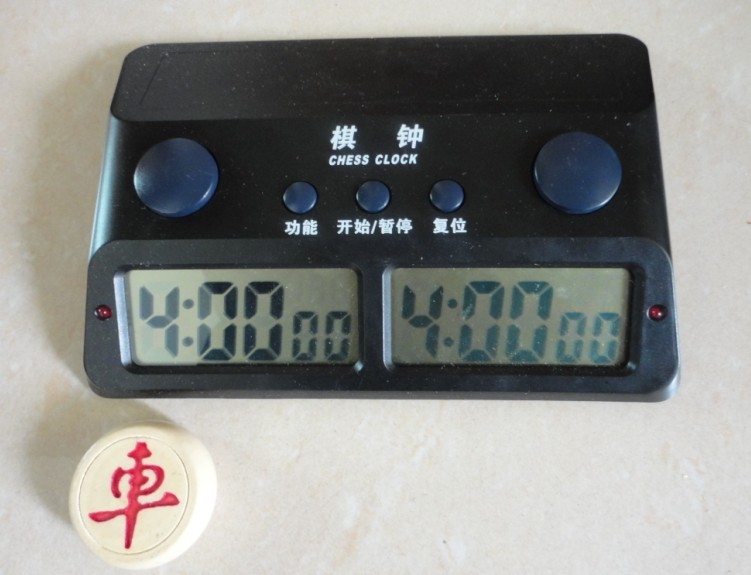 棋 钟
CHESS CLOCK
功能 开始/暂停 复位
4:00 00 4:00 00
車